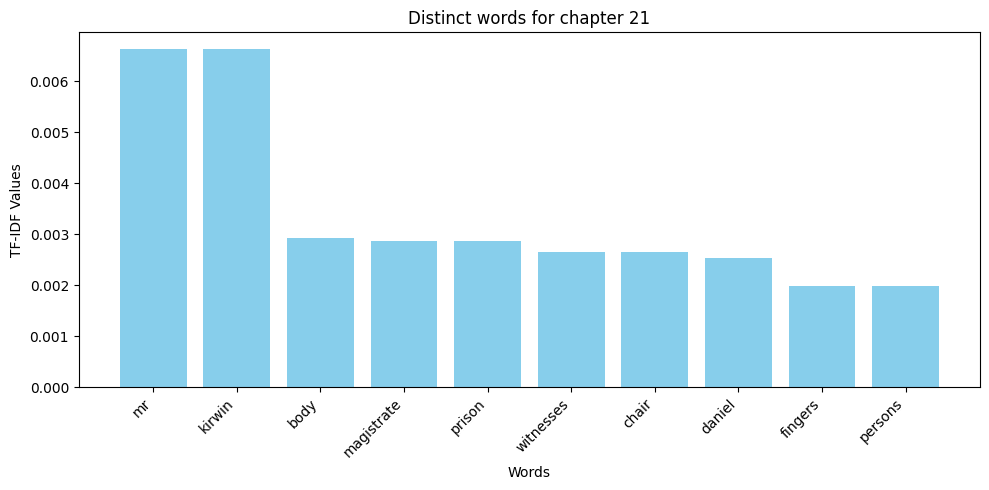 Distinct words for chapter 21
TF-IDF Values
0.006
0.005
0.004
0.003
0.002
0.001
0.000
mr
kirwin
body
magistrate
prison
witnesses
chair
daniel
fingers
persons
Words